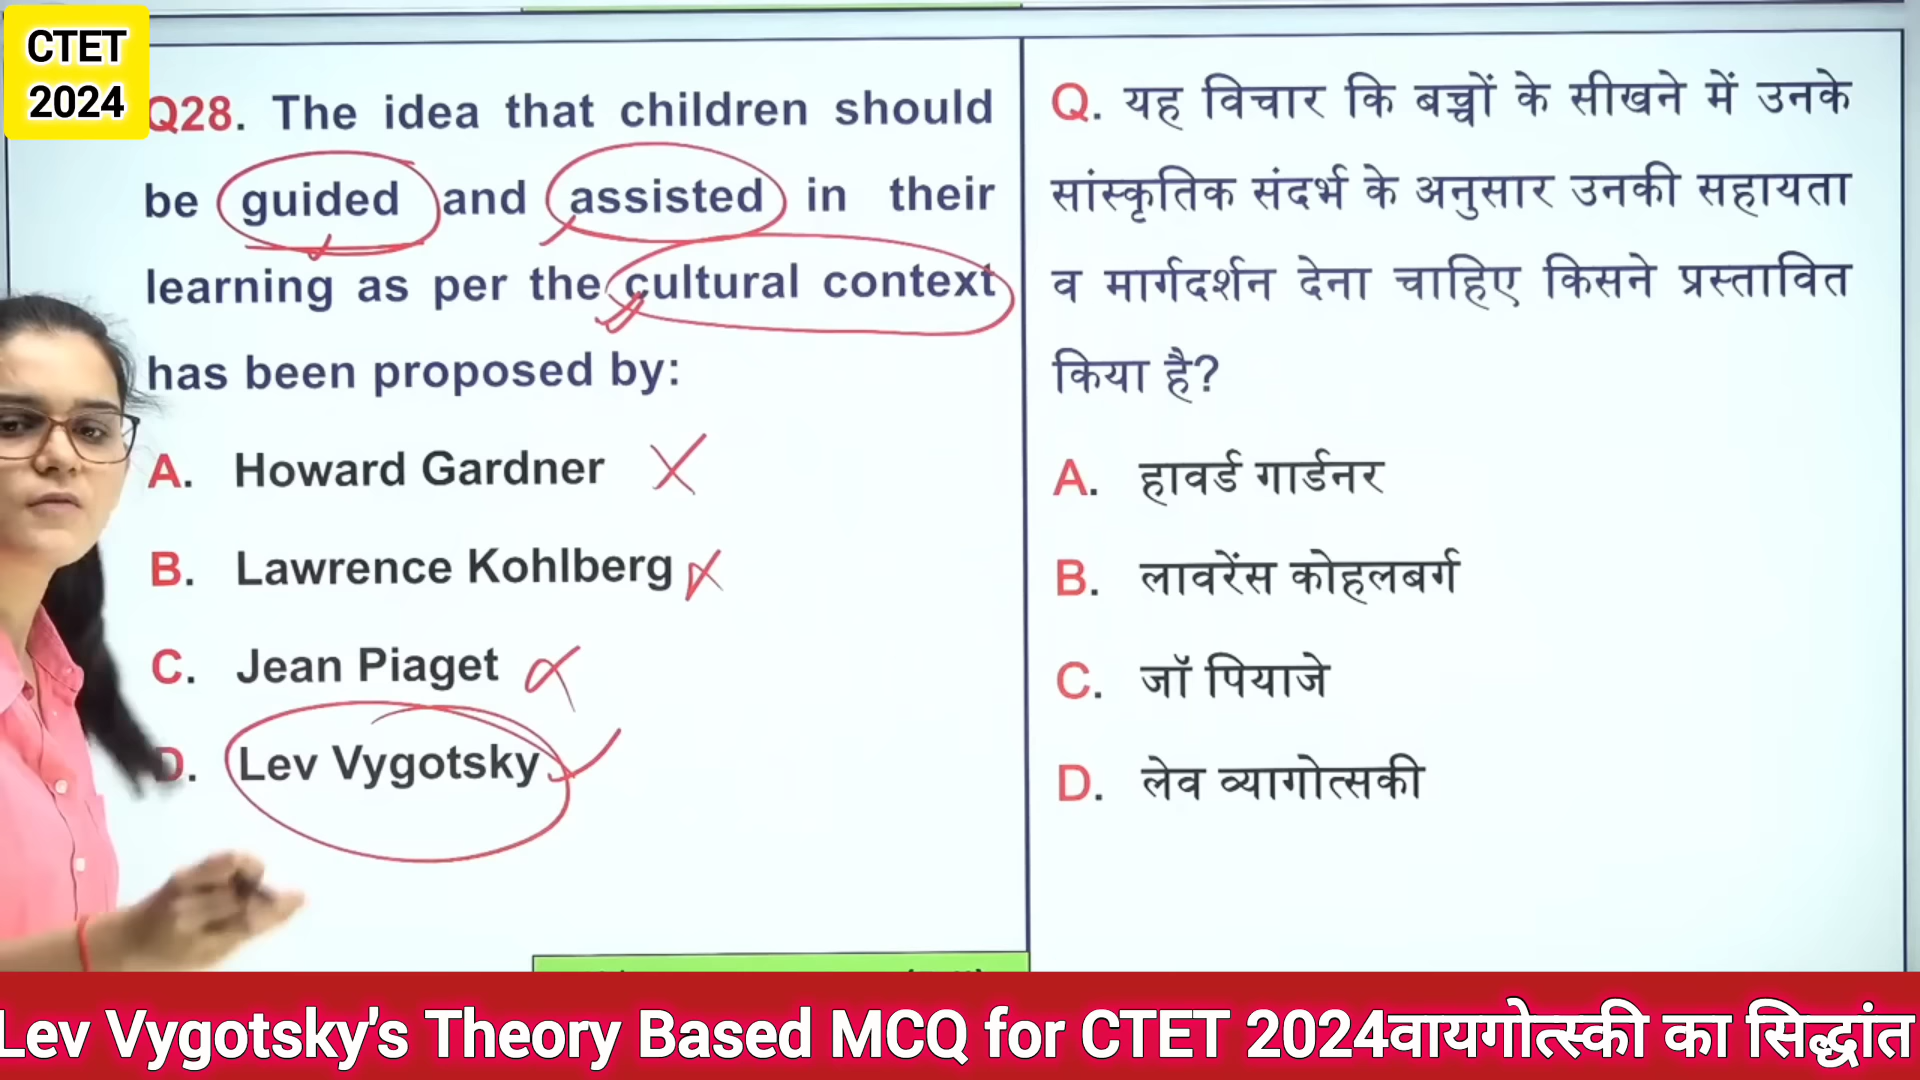 CTET
2024
Q28. The idea that children should
be guided and assisted in their
learning as per the cultural context
has been proposed by:
A. Howard Gardner
B. Lawrence Kohlberg
C. Jean Piaget
D. Lev Vygotsky
Q. यह विचार कि बच्चों के सीखने में उनके
सांस्कृतिक संदर्भ के अनुसार उनकी सहायता
व मार्गदर्शन देना चाहिए किसने प्रस्तावित
किया है?
A. हावर्ड गार्डनर
B. लावरेंस कोहलबर्ग
C. जॉ पियाजे
D. लेव व्यागोत्सकी
Lev Vygotsky's Theory Based MCQ for CTET 2024वायगोत्स्की का सिद्धांत